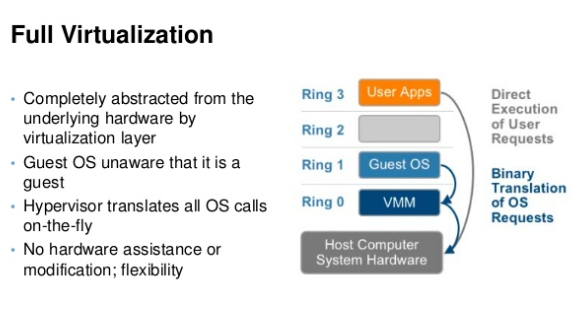 Full Virtualization
• Completely abstracted from the
underlying hardware by
virtualization layer
• Guest OS unaware that it is a
guest
• Hypervisor translates all OS calls
on-the-fly
• No hardware assistance or
modification; flexibility
Ring 3
User Apps
Ring 2
Ring 1
Guest OS
Ring 0
VMM
Host Computer
System Hardware
Direct
Execution
of User
Requests
Binary
Translation
of OS
Requests